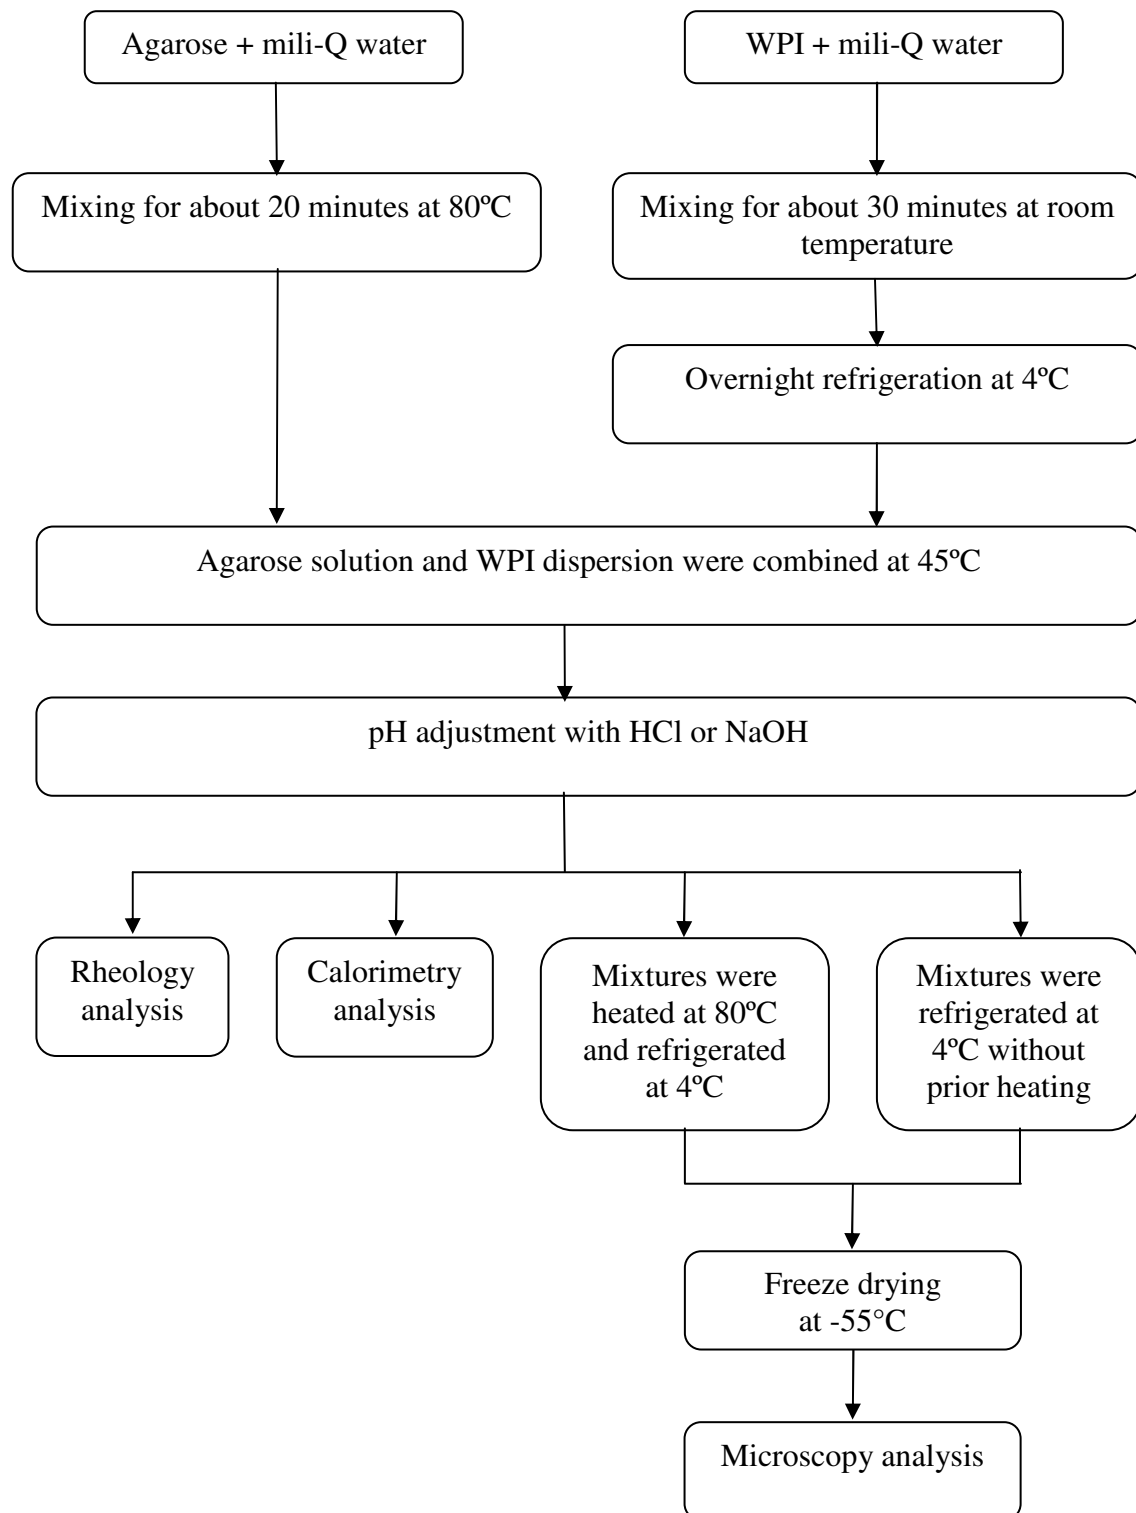 Agarose + mili-Q water
WPI + mili-Q water
Mixing for about 20 minutes at 80ºC
Mixing for about 30 minutes at room
temperature
Overnight refrigeration at 4ºC
Agarose solution and WPI dispersion were combined at 45ºC
pH adjustment with HCl or NaOH
Rheology
analysis
Calorimetry
analysis
Mixtures were
heated at 80ºC
and refrigerated
at 4ºC
Mixtures were
refrigerated at
4ºC without
prior heating
Freeze drying
at -55°C
Microscopy analysis